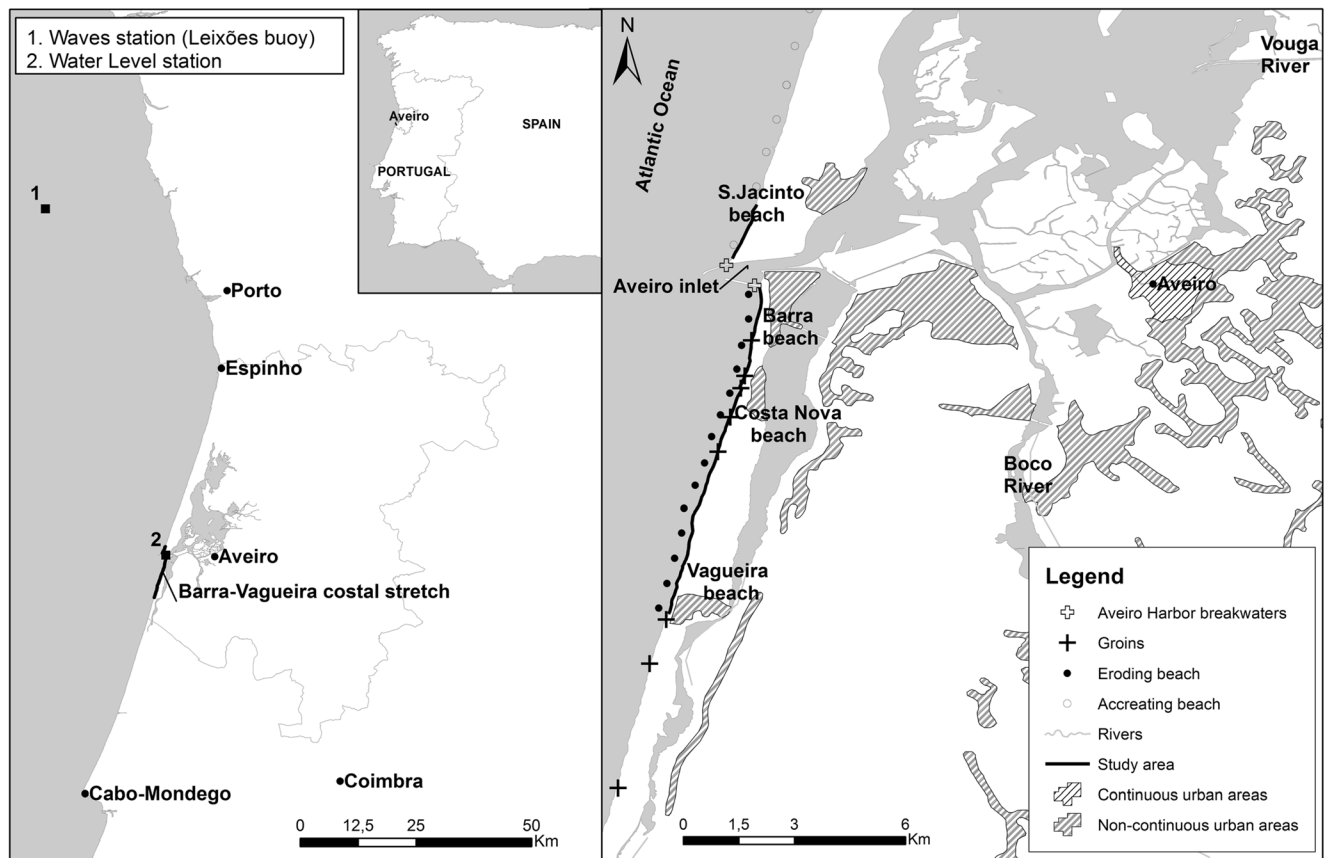 1. Waves station (Leixões buoy)
2. Water Level station
Aveiro
SPAIN
PORTUGAL
1
Porto
Espinho
2
Aveiro
Barra-Vagueira costal stretch
Coimbra
Cabo-Mondego
0 12,5 25 50
Km
N
Atlantic Ocean
Vouga
River
S.Jacinto
beach
Aveiro inlet
Aveiro
Barra
beach
Costa Nova
beach
Boco
River
Vagueira
beach
Legend
Aveiro Harbor breakwaters
Groins
Eroding beach
Accreating beach
Rivers
Study area
Continuous urban areas
Non-continuous urban areas
0 1,5 3 6
Km